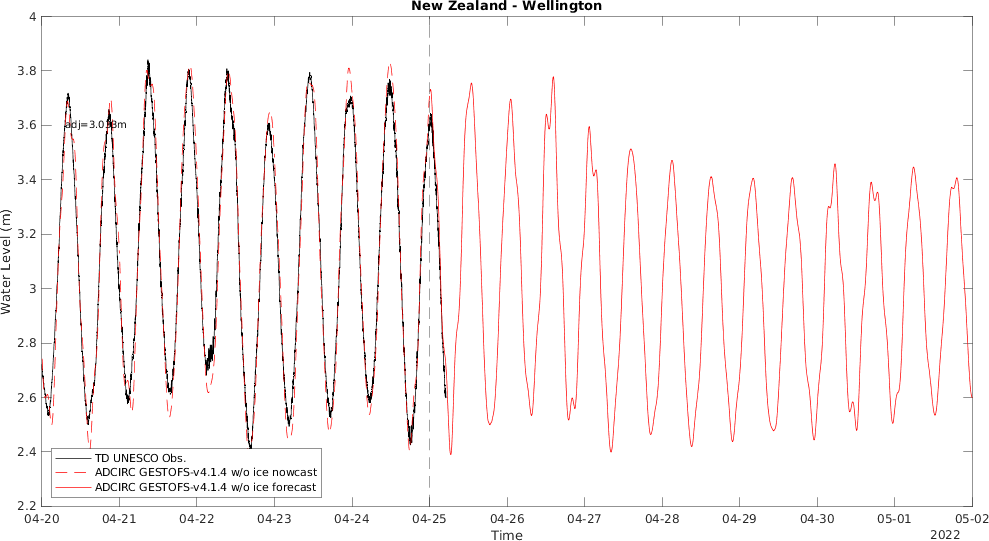 New Zealand - Wellington
Water Level (m)
4
3.8
3.6
3.4
3.2
3
2.8
2.6
2.4
2.2
TD UNESCO Obs.
ADCIRC GESTOFS-v4.1.4 w/o ice nowcast
ADCIRC GESTOFS-v4.1.4 w/o ice forecast
04-20 04-21 04-22 04-23 04-24 04-25 04-26 04-27 04-28 04-29 04-30 05-01 05-02
Time
2022